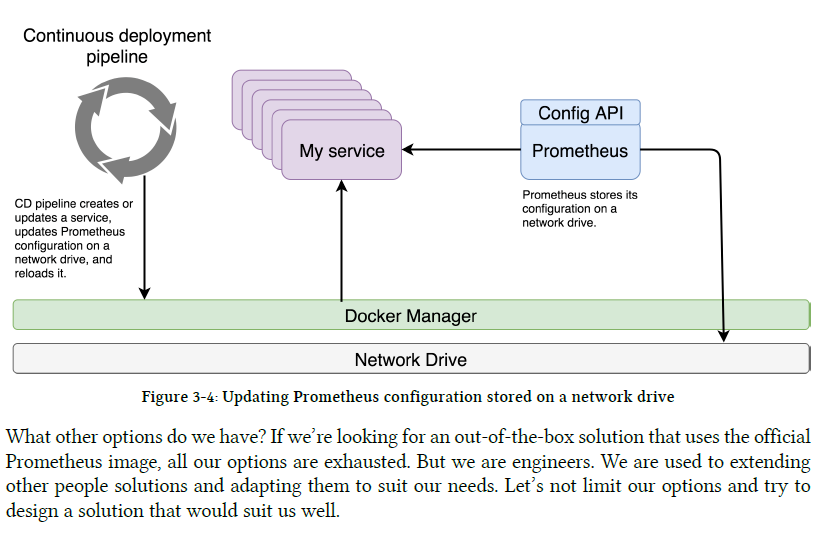 Continuous deployment
pipeline
My service
Config API
Prometheus
CD pipeline creates or
updates a service,
updates Prometheus
configuration on a
network drive, and
reloads it.
Prometheus stores its
configuration on a
network drive.
Docker Manager
Network Drive
Figure 3-4: Updating Prometheus configuration stored on a network drive
What other options do we have? If we’re looking for an out-of-the-box solution that uses the official
Prometheus image, all our options are exhausted. But we are engineers. We are used to extending
other people solutions and adapting them to suit our needs. Let’s not limit our options and try to
design a solution that would suit us well.